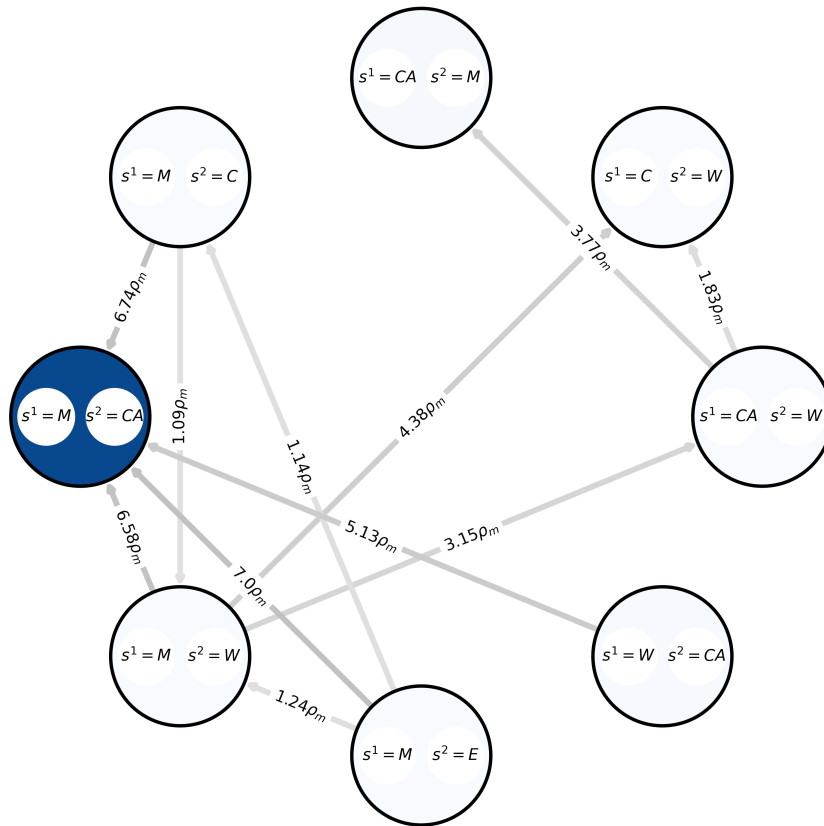 s¹ = CA s² = M
s¹ = M s² = C
s¹ = C s² = W
3.77ρₘ
6.74ρₘ
1.83ρₘ
1.09ρₘ
4.38ρₘ
s¹ = M s² = CA
s¹ = CA s² = W
1.14ρₘ
6.58ρₘ
5.13ρₘ
3.15ρₘ
7.0ρₘ
s¹ = M s² = W
s¹ = W s² = CA
1.24ρₘ
s¹ = M s² = E